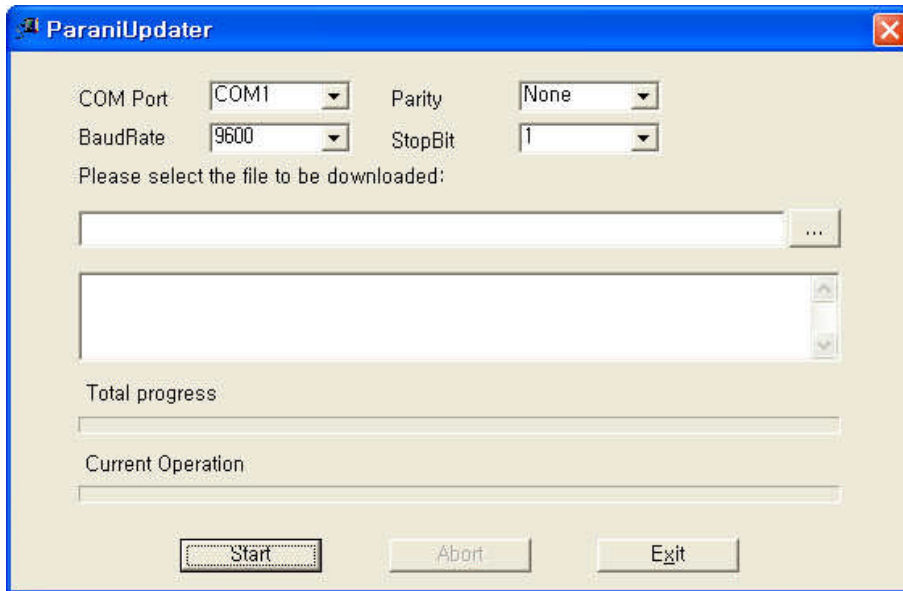 ParaniUpdater
COM Port COM1 Parity None
BaudRate 9600 StopBit 1
Please select the file to be downloaded:
...
Total progress
Current Operation
Start Abort Exit